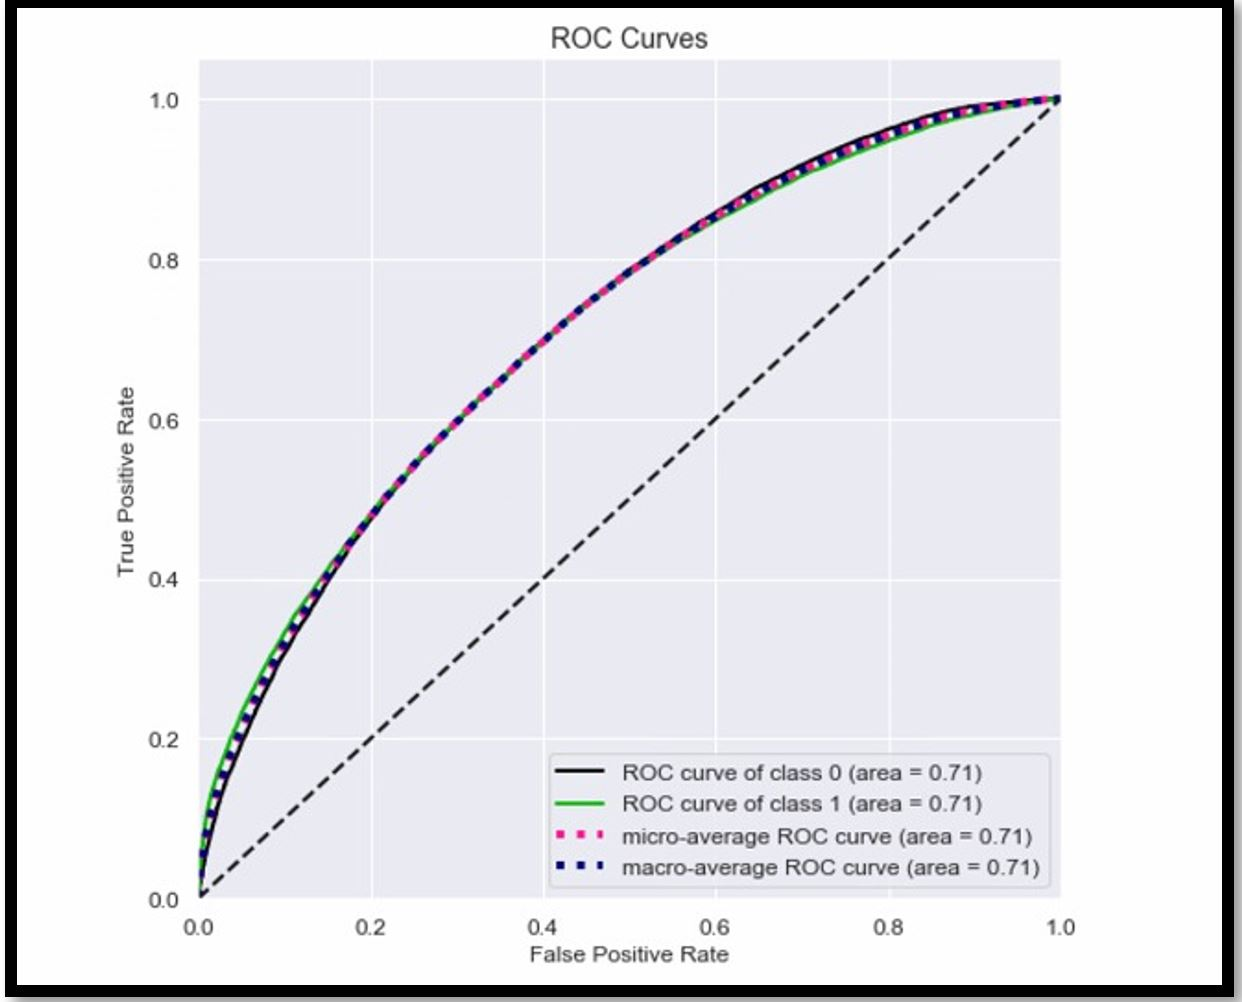 ROC Curves
1.0
0.8
0.6
0.4
0.2
0.0
True Positive Rate
ROC curve of class 0 (area = 0.71)
ROC curve of class 1 (area = 0.71)
micro-average ROC curve (area = 0.71)
macro-average ROC curve (area = 0.71)
0.0 0.2 0.4 0.6 0.8 1.0
False Positive Rate